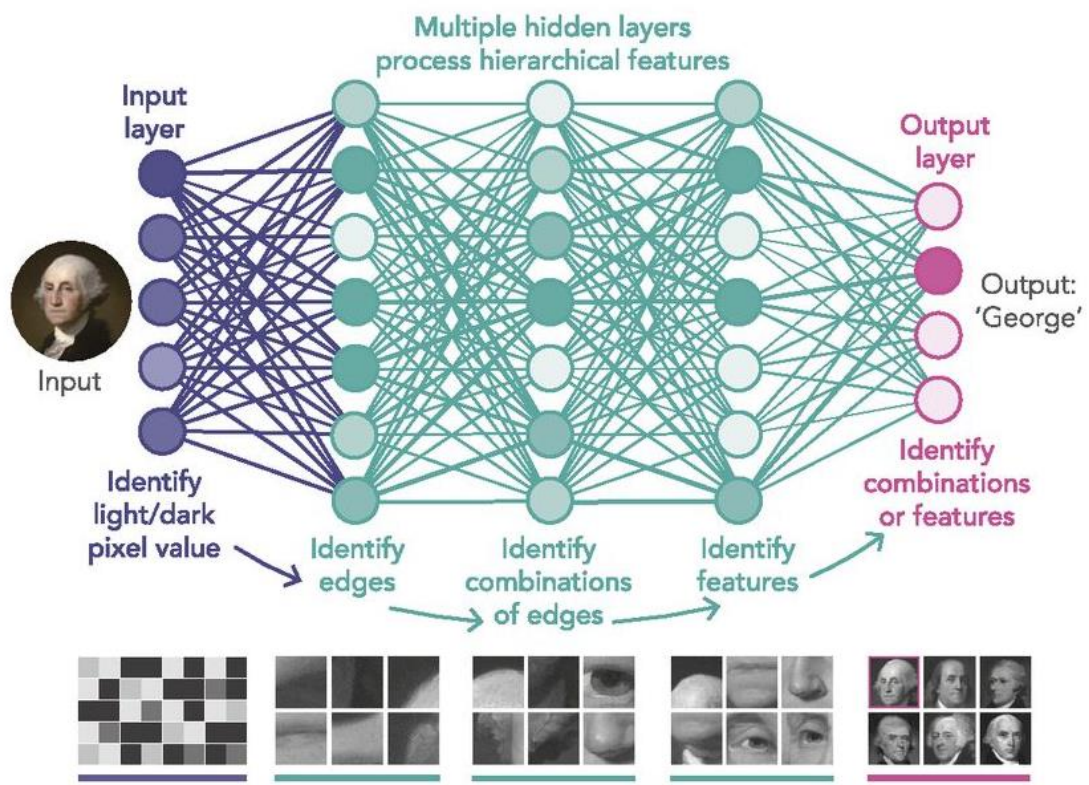 Multiple hidden layers
process hierarchical features
Input
layer
Output
layer
Input
Output:
'George'
Identify
light/dark
pixel value
Identify
edges
Identify
combinations
of edges
Identify
features
Identify
combinations
or features